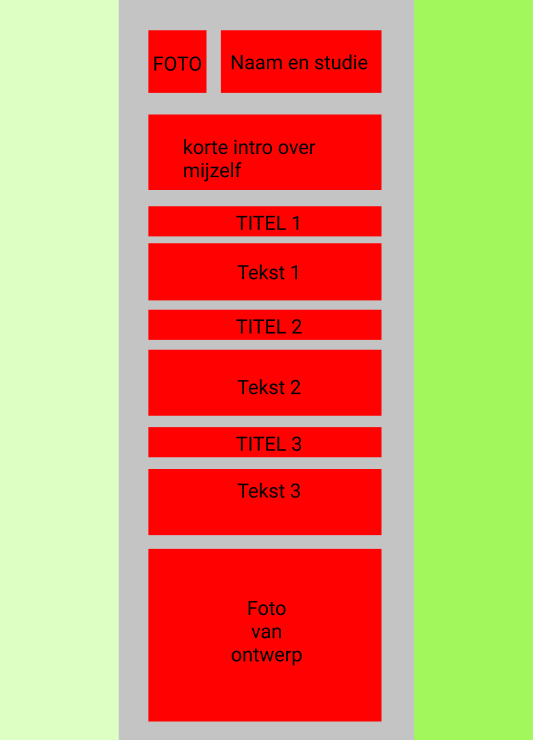 FOTO
Naam en studie
korte intro over
mijzelf
TITEL 1
Tekst 1
TITEL 2
Tekst 2
TITEL 3
Tekst 3
Foto
van
ontwerp